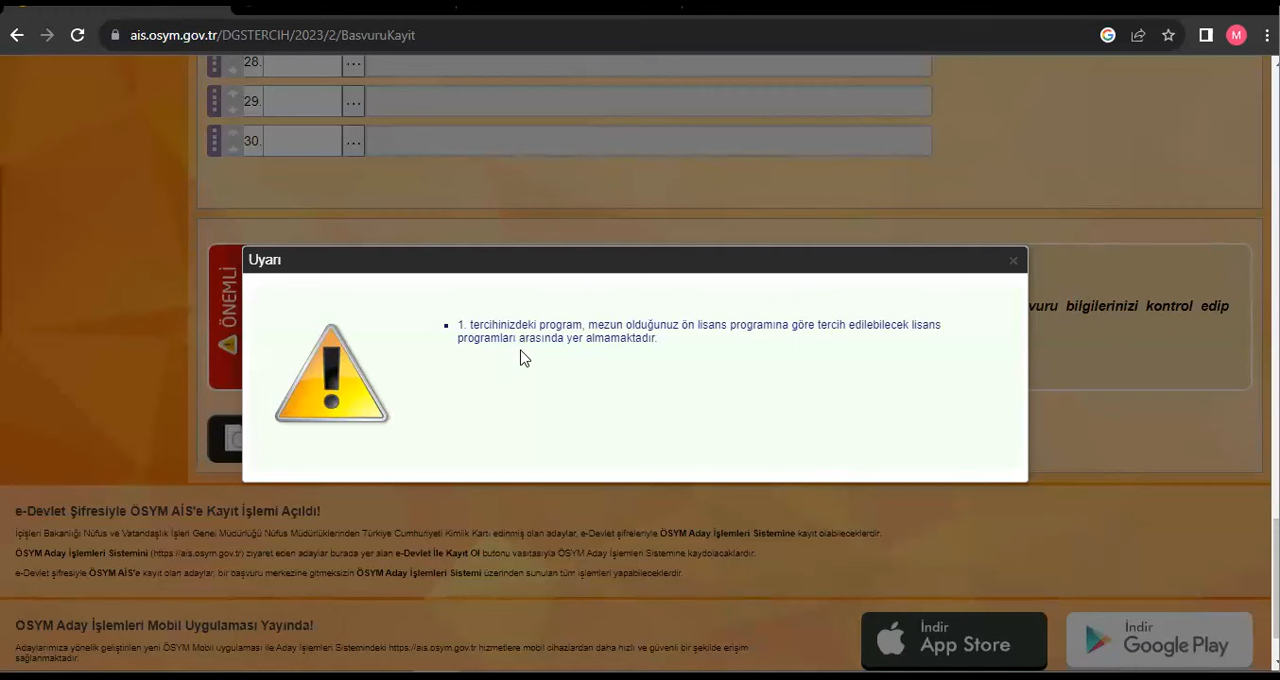 ais.osym.gov.tr/DGSTERCIH/2023/2/BasvuruKayit
M
28.
...
29.
...
30.
...
Uyarı
ÖNEMLİ
1. tercihinizdeki program, mezun olduğunuz ön lisans programına göre tercih edilebilecek lisans
programları arasında yer almamaktadır.
vuru bilgilerinizi kontrol edip
e-Devlet Şifresiyle ÖSYM AİS'e Kayıt İşlemi Açıldı!
İçişleri Bakanlığı Nüfus ve Vatandaşlık İşleri Genel Müdürlüğü Nüfus Müdürlüklerinden Türkiye Cumhuriyeti Kimlik Kartı edinmiş olan adaylar, e-Devlet şifreleriyle ÖSYM Aday İşlemleri Sistemine kayıt olabileceklerdir.
ÖSYM Aday İşlemleri Sistemini (https://ais.osym.gov.tr) ziyaret eden adaylar burada yer alan e-Devlet İle Kayıt Ol butonu vasıtasıyla ÖSYM Aday İşlemleri Sistemine kaydolacaklardır.
e-Devlet şifresiyle ÖSYM AİS'e kayıt olan adaylar, bir başvuru merkezine gitmeksizin ÖSYM Aday İşlemleri Sistemi üzerinden sunulan tüm işlemleri yapabileceklerdir.
ÖSYM Aday İşlemleri Mobil Uygulaması Yayında!
Adaylarımıza yönelik geliştirilen yeni ÖSYM Mobil uygulaması ile Aday İşlemleri Sistemindeki https://ais.osym.gov.tr hizmetlere mobil cihazlardan daha hızlı ve güvenli bir şekilde erişim
sağlanmaktadır.
İndir
App Store
İndir
Google Play